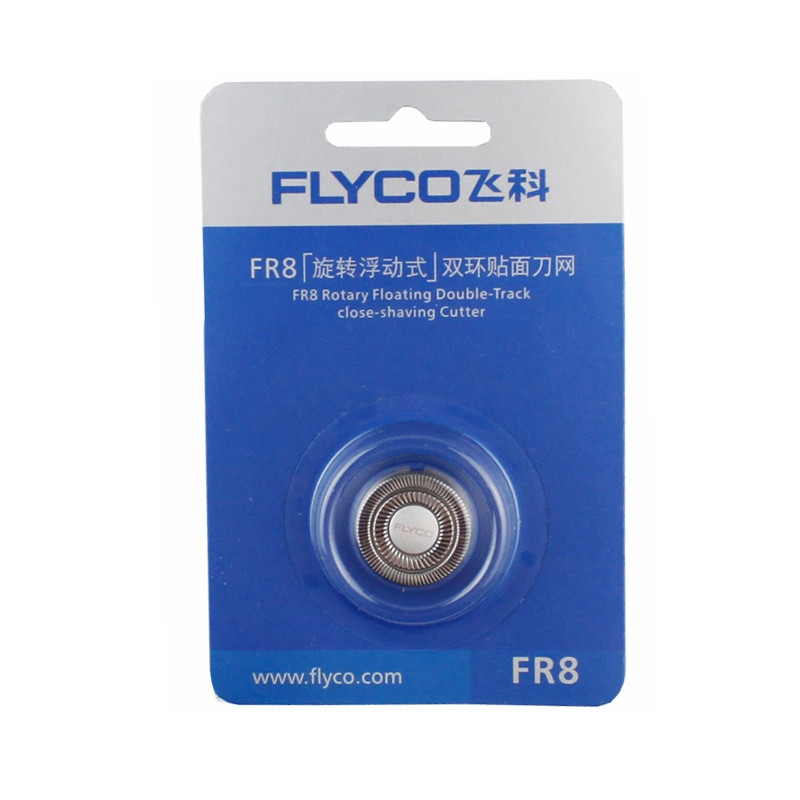 FLYCO飞科
FR8「旋转浮动式」双环贴面刀网
FR8 Rotary Floating Double-Track
close-shaving Cutter
FLYCO
www.flyco.com
FR8